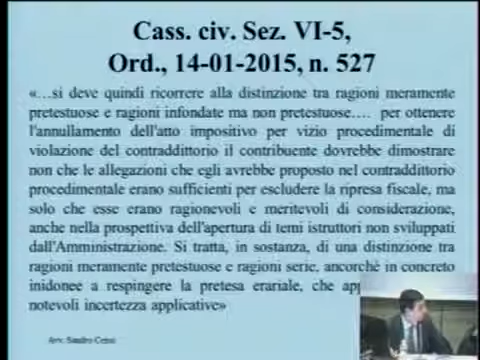 Cass. civ. Sez. VI-5,
Ord., 14-01-2015, n. 527
«…si deve quindi ricorrere alla distinzione tra ragioni meramente
pretestuose e ragioni infondate ma non pretestuose…. per ottenere
l'annullamento dell'atto impositivo per vizio procedimentale di
violazione del contraddittorio il contribuente dovrebbe dimostrare
non che le allegazioni che egli avrebbe proposto nel contraddittorio
procedimentale erano sufficienti per escludere la ripresa fiscale, ma
solo che esse erano ragionevoli e meritevoli di considerazione,
anche nella prospettiva dell'apertura di temi istruttori non sviluppati
dall'Amministrazione. Si tratta, in sostanza, di una distinzione tra
ragioni meramente pretestuose e ragioni serie, ancorchè in concreto
inidonee a respingere la pretesa erariale, che
notevoli incertezza applicative»
Avv. Sandro